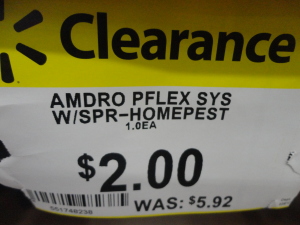 Clearance
AMDRO PFLEX SYS
W/SPR-HOMEPEST
1.0EA
$2.00
WAS: $5.92